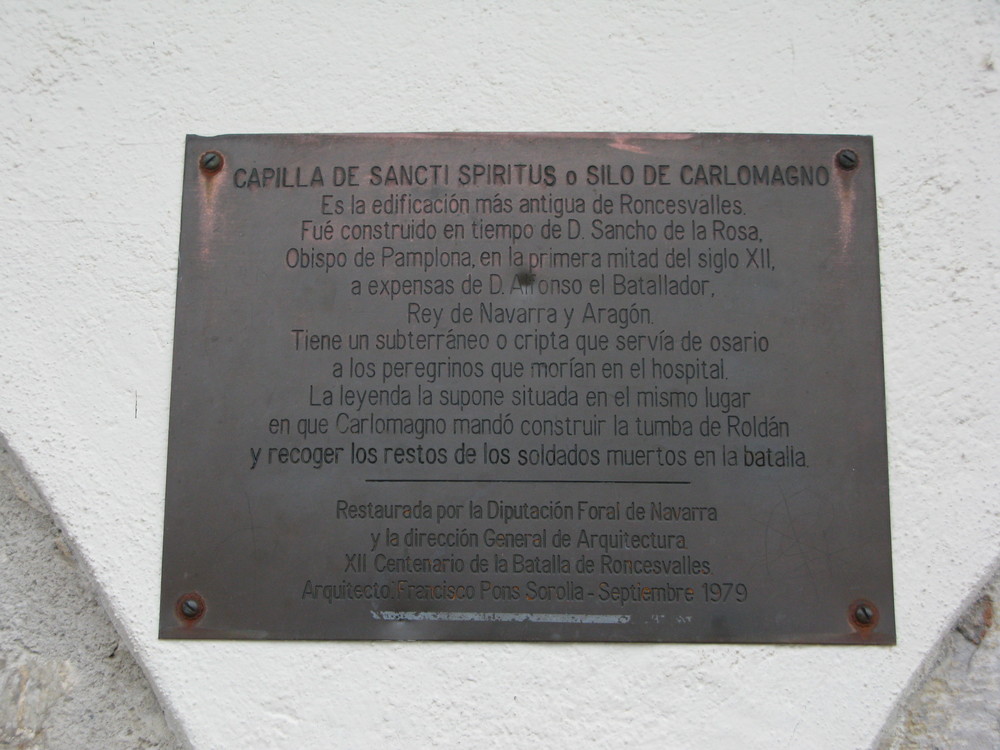 CAPILLA DE SANCTI SPIRITUS o SILO DE CARLOMAGNO
Es la edificación más antigua de Roncesvalles.
Fué construido en tiempo de D. Sancho de la Rosa,
Obispo de Pamplona, en la primera mitad del siglo XII,
a expensas de D. Alfonso el Batallador,
Rey de Navarra y Aragón.
Tiene un subterráneo o cripta que servía de osario
a los peregrinos que morían en el hospital.
La leyenda la supone situada en el mismo lugar
en que Carlomagno mandó construir la tumba de Roldán
y recoger los restos de los soldados muertos en la batalla.
Restaurada por la Diputación Foral de Navarra
y la dirección General de Arquitectura.
XII Centenario de la Batalla de Roncesvalles
Arquitecto: Francisco Pons Sorolla - Septiembre 1979